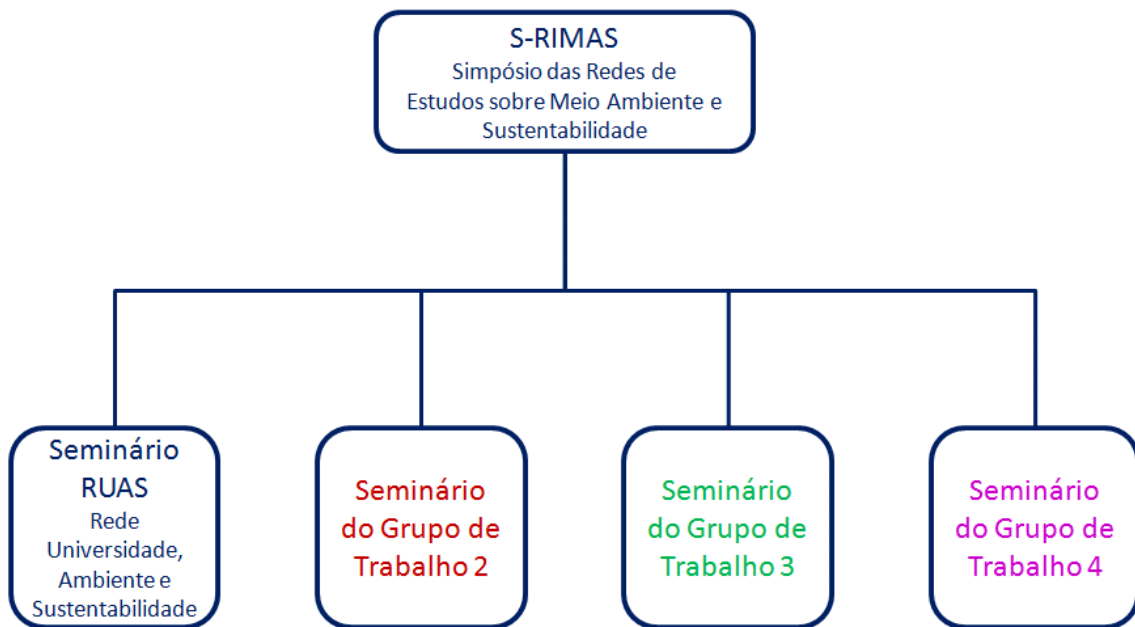 S-RIMAS
Simpósio das Redes de
Estudos sobre Meio Ambiente e
Sustentabilidade
Seminário
RUAS
Rede
Universidade,
Ambiente e
Sustentabilidade
Seminário
do Grupo de
Trabalho 2
Seminário
do Grupo de
Trabalho 3
Seminário
do Grupo de
Trabalho 4